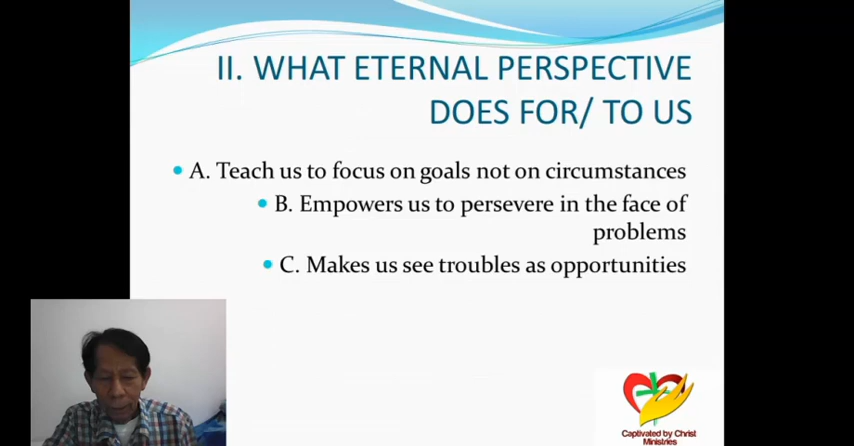 II. WHAT ETERNAL PERSPECTIVE
DOES FOR/ TO US
• A. Teach us to focus on goals not on circumstances
• B. Empowers us to persevere in the face of
problems
• C. Makes us see troubles as opportunities
Captivated by Christ
Ministries